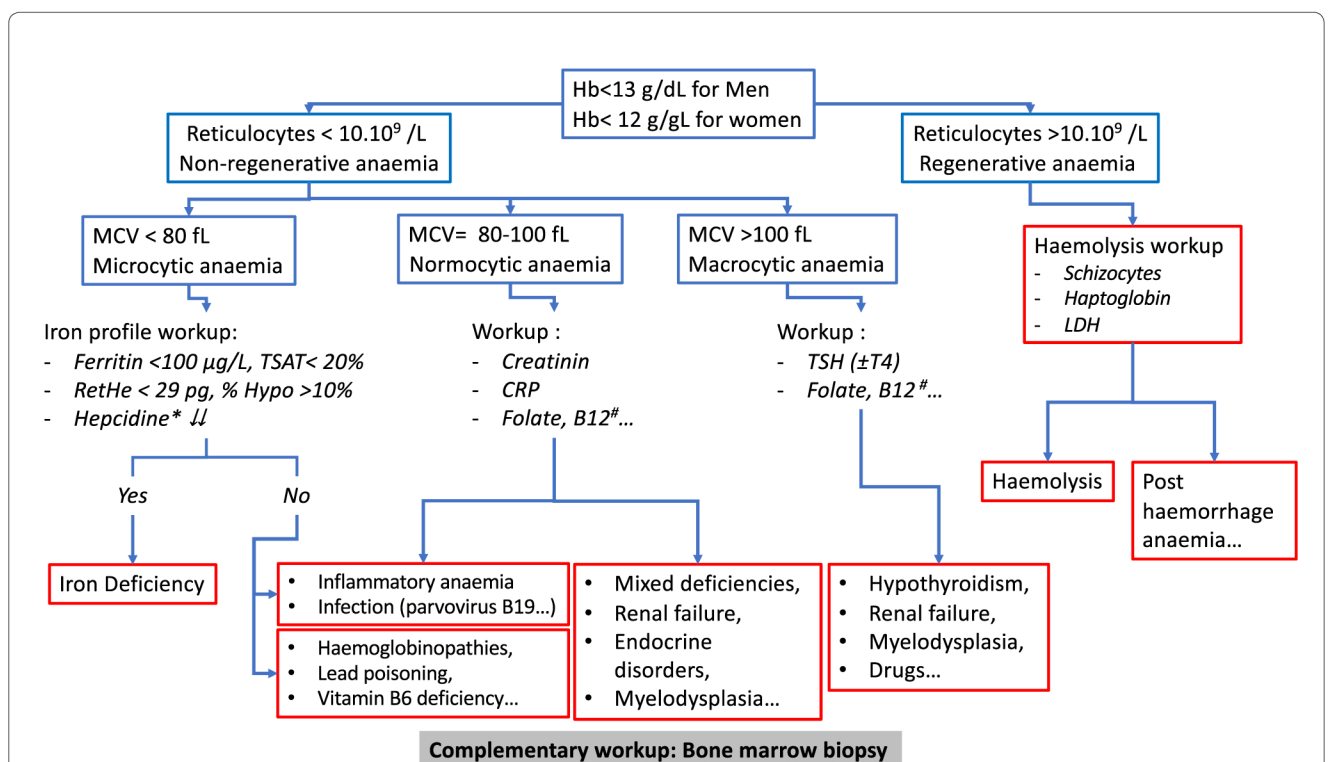 Hb<13 g/dL for Men
Hb< 12 g/gL for women
Reticulocytes < 10.10⁹ /L
Non-regenerative anaemia
Reticulocytes >10.10⁹ /L
Regenerative anaemia
MCV < 80 fL
Microcytic anaemia
MCV= 80-100 fL
Normocytic anaemia
MCV >100 fL
Macrocytic anaemia
Haemolysis workup
- Schizocytes
- Haptoglobin
- LDH
Iron profile workup:
- Ferritin <100 µg/L, TSAT< 20%
- RetHe < 29 pg, % Hypo >10%
- Hepcidine* ⇊
Workup :
- Creatinin
- CRP
- Folate, B12#...
Workup :
- TSH (±T4)
- Folate, B12#...
Yes
No
Haemolysis
Post
haemorrhage
anaemia...
Iron Deficiency
• Inflammatory anaemia
• Infection (parvovirus B19...)
• Haemoglobinopathies,
• Lead poisoning,
• Vitamin B6 deficiency...
• Mixed deficiencies,
• Renal failure,
• Endocrine
disorders,
• Myelodysplasia...
• Hypothyroidism,
• Renal failure,
• Myelodysplasia,
• Drugs...
Complementary workup: Bone marrow biopsy